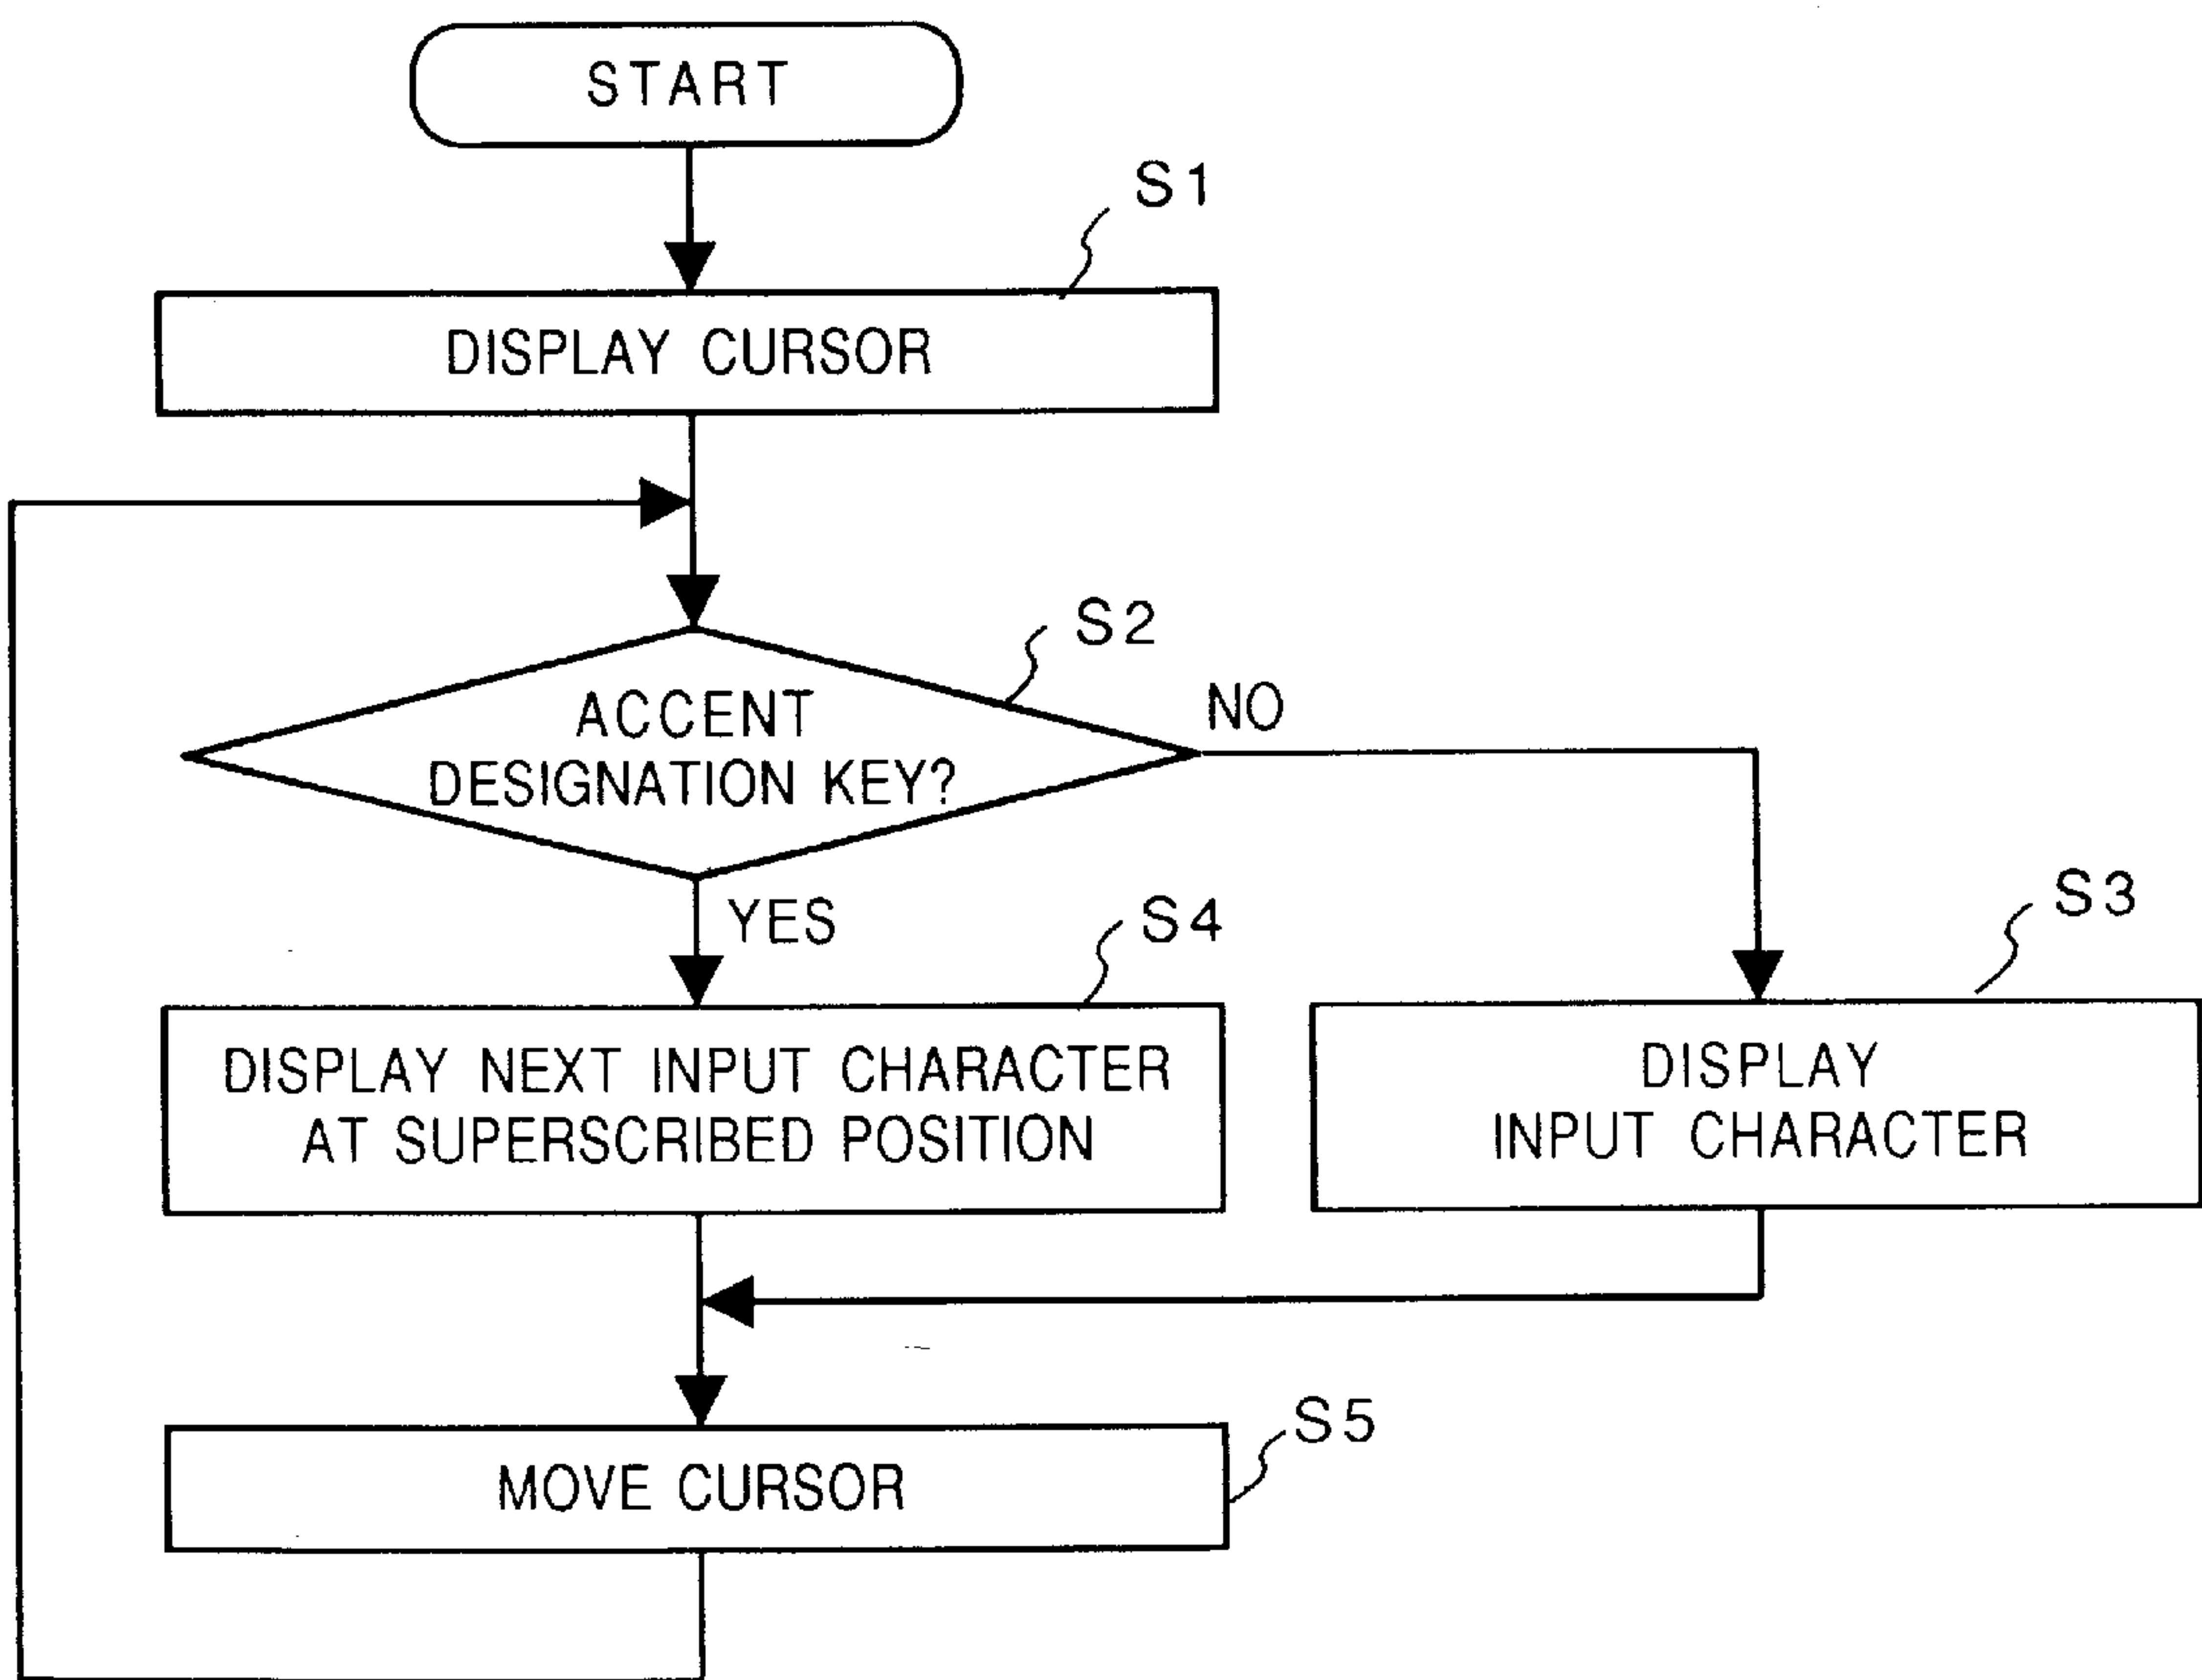 START
S1
DISPLAY CURSOR
S2
ACCENT
DESIGNATION KEY?
NO
YES
S4
S3
DISPLAY NEXT INPUT CHARACTER
AT SUPERSCRIBED POSITION
DISPLAY
INPUT CHARACTER
S5
MOVE CURSOR